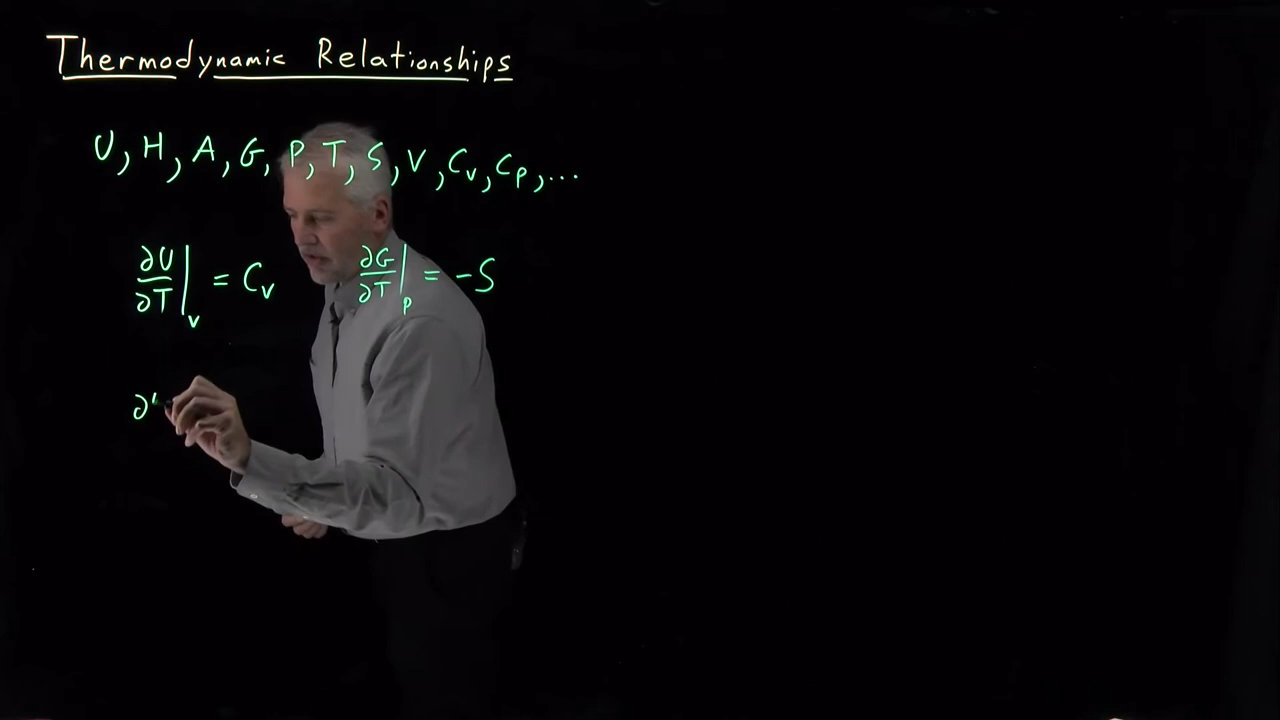 Thermodynamic Relationships
U, H, A, G, P, T, S, V, Cᵥ, Cₚ, ...
∂U/∂T|ᵥ = Cᵥ ∂G/∂T|ₚ = -S
∂